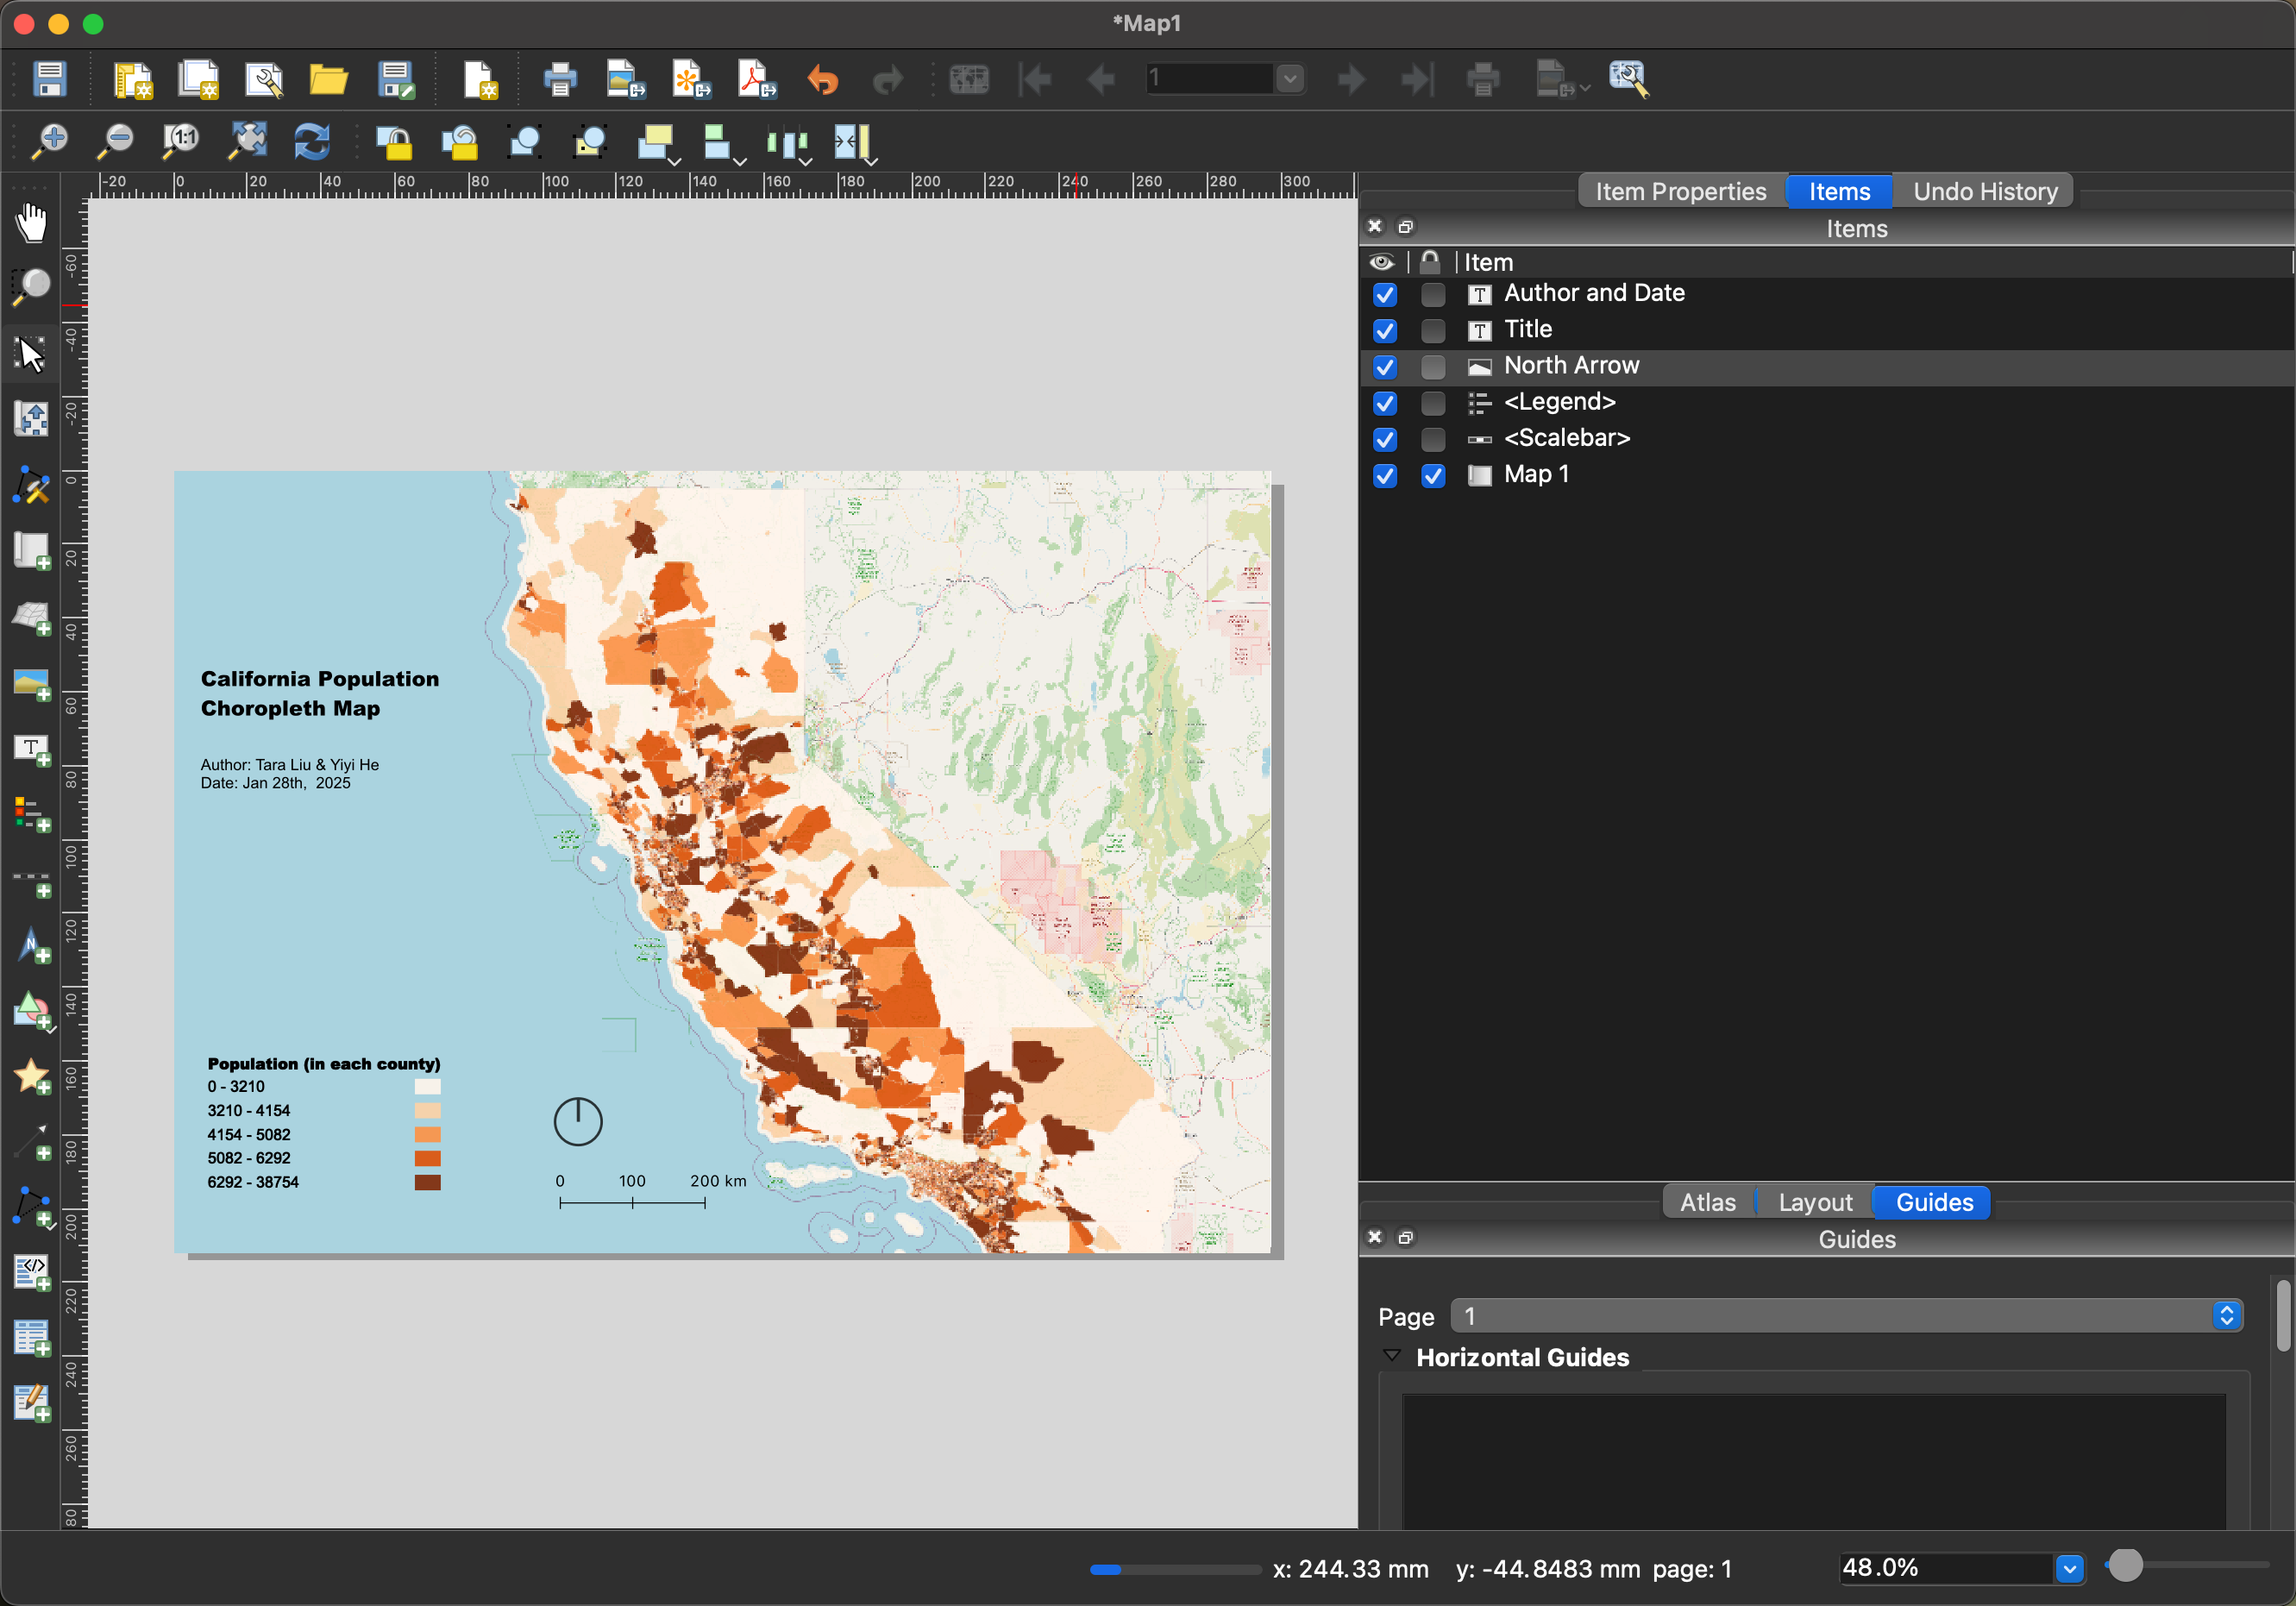 *Map1
1:1
1
-20 0 20 40 60 80 100 120 140 160 180 200 220 240 260 280 300
Item Properties Items Undo History
Items
Item
Author and Date
Title
North Arrow
<Legend>
<Scalebar>
Map 1
-60
-40
-20
0
20
40
60
80
100
120
140
160
180
200
220
240
260
80
T
N
California Population
Choropleth Map
Author: Tara Liu & Yiyi He
Date: Jan 28th, 2025
Population (in each county)
0 - 3210
3210 - 4154
4154 - 5082
5082 - 6292
6292 - 38754
0 100 200 km
Atlas Layout Guides
Guides
Page 1
Horizontal Guides
x: 244.33 mm y: -44.8483 mm page: 1 48.0%